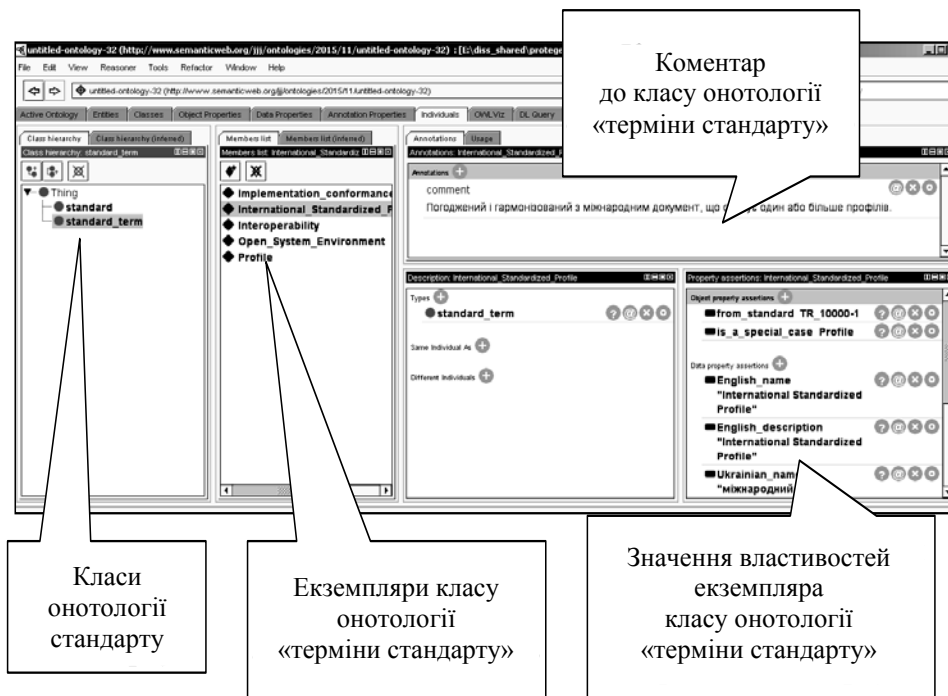 untitled-ontology-32 (http://www.semanticweb.org/jjj/ontologies/2015/11/untitled-ontology-32) : [E:\diss_shared\protege
File Edit View Reasoner Tools Refactor Window Help
untitled-ontology-32 (http://www.semanticweb.org/jjj/ontologies/2015/11/untitled-ontology-32)
Active Ontology Entities Classes Object Properties Data Properties Annotation Properties Individuals OWLViz DL Query
Коментар
до класу онотології
«терміни стандарту»
Class hierarchy Class hierarchy (inferred)
Class hierarchy: standard_term
Thing
standard
standard_term
Members list Members list (inferred)
Members list: International_Standardiz
Implementation_conformance
International_Standardized_P
Interoperability
Open_System_Environment
Profile
Annotations Usage
Annotations: International_Standardized_
Annotations
comment
Погоджений і гармонізований з міжнародним документ, що один або більше профілів.
Description: International_Standardized_Profile
Types
standard_term
Same Individual As
Different Individuals
Property assertions: International_Standardized_Profile
Object property assertions
from_standard TR_10000-1
is_a_special_case Profile
Data property assertions
English_name
"International Standardized
Profile"
English_description
"International Standardized
Profile"
Ukrainian_name
"міжнародний
Класи
онотології
стандарту
Екземпляри класу
онотології
«терміни стандарту»
Значення властивостей
екземпляра
класу онотології
«терміни стандарту»